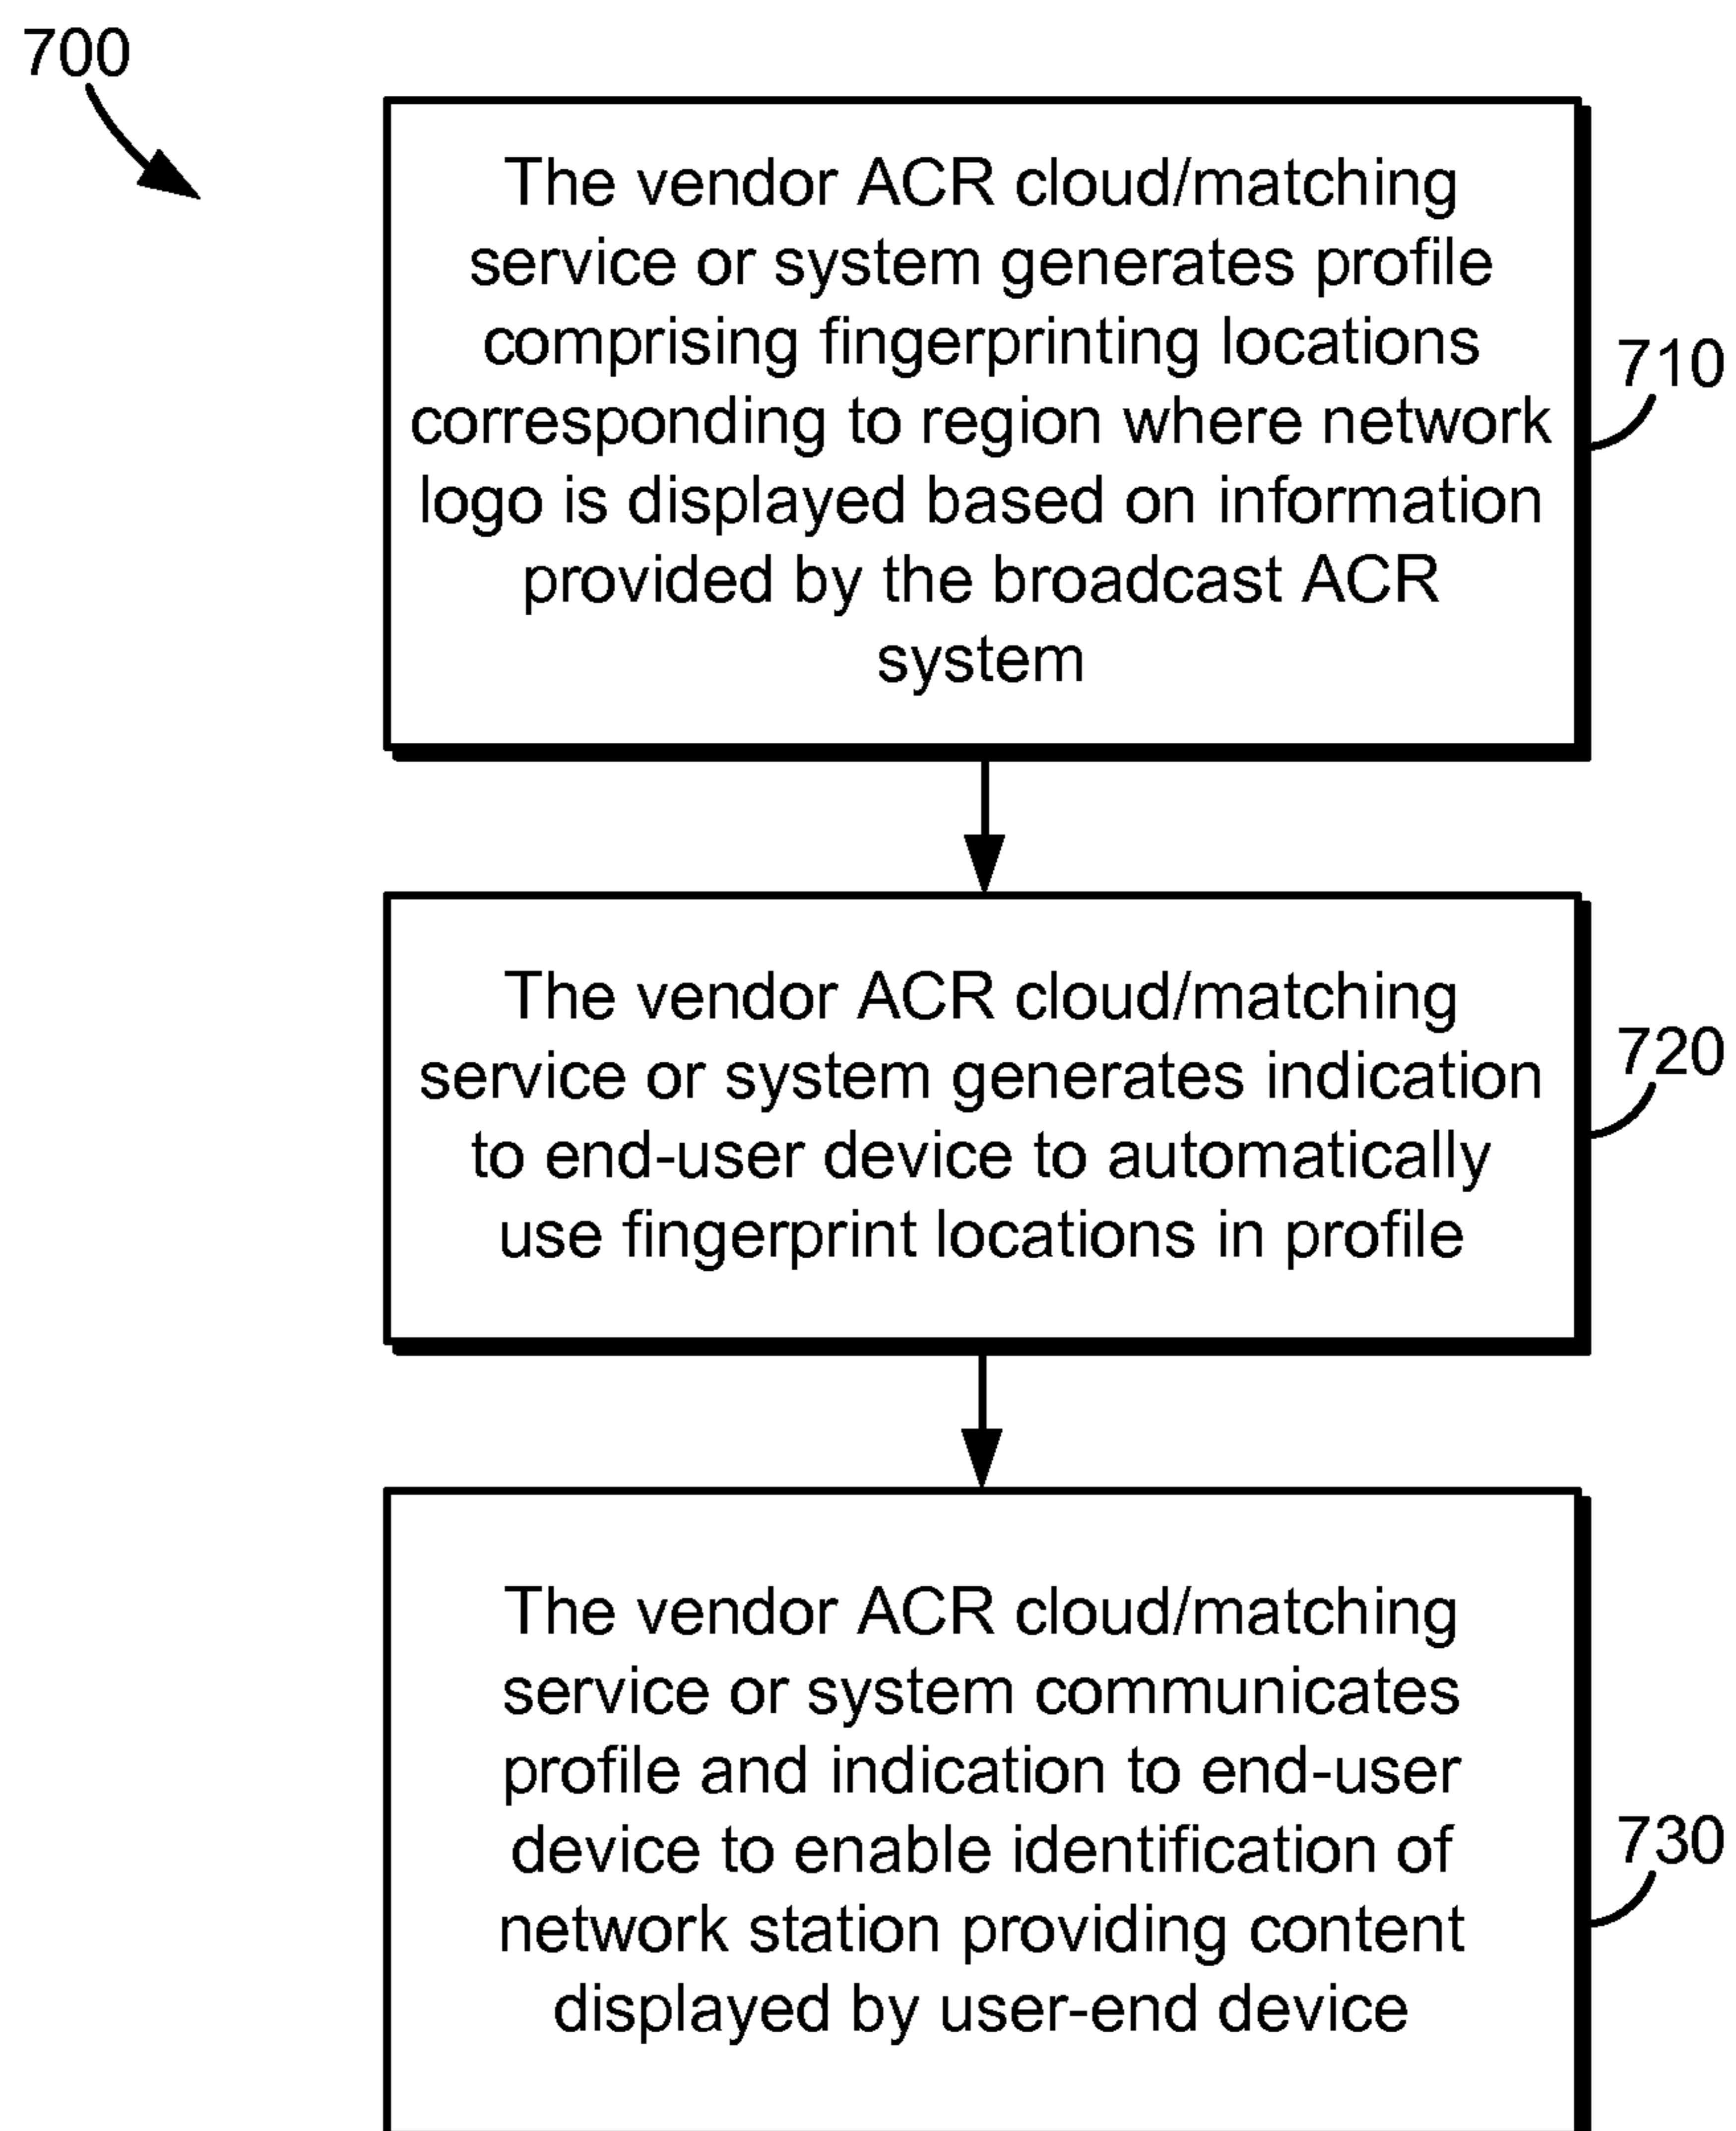 700
The vendor ACR cloud/matching
service or system generates profile
comprising fingerprinting locations
corresponding to region where network
logo is displayed based on information
provided by the broadcast ACR
system
710
The vendor ACR cloud/matching
service or system generates indication
to end-user device to automatically
use fingerprint locations in profile
720
The vendor ACR cloud/matching
service or system communicates
profile and indication to end-user
device to enable identification of
network station providing content
displayed by user-end device
730